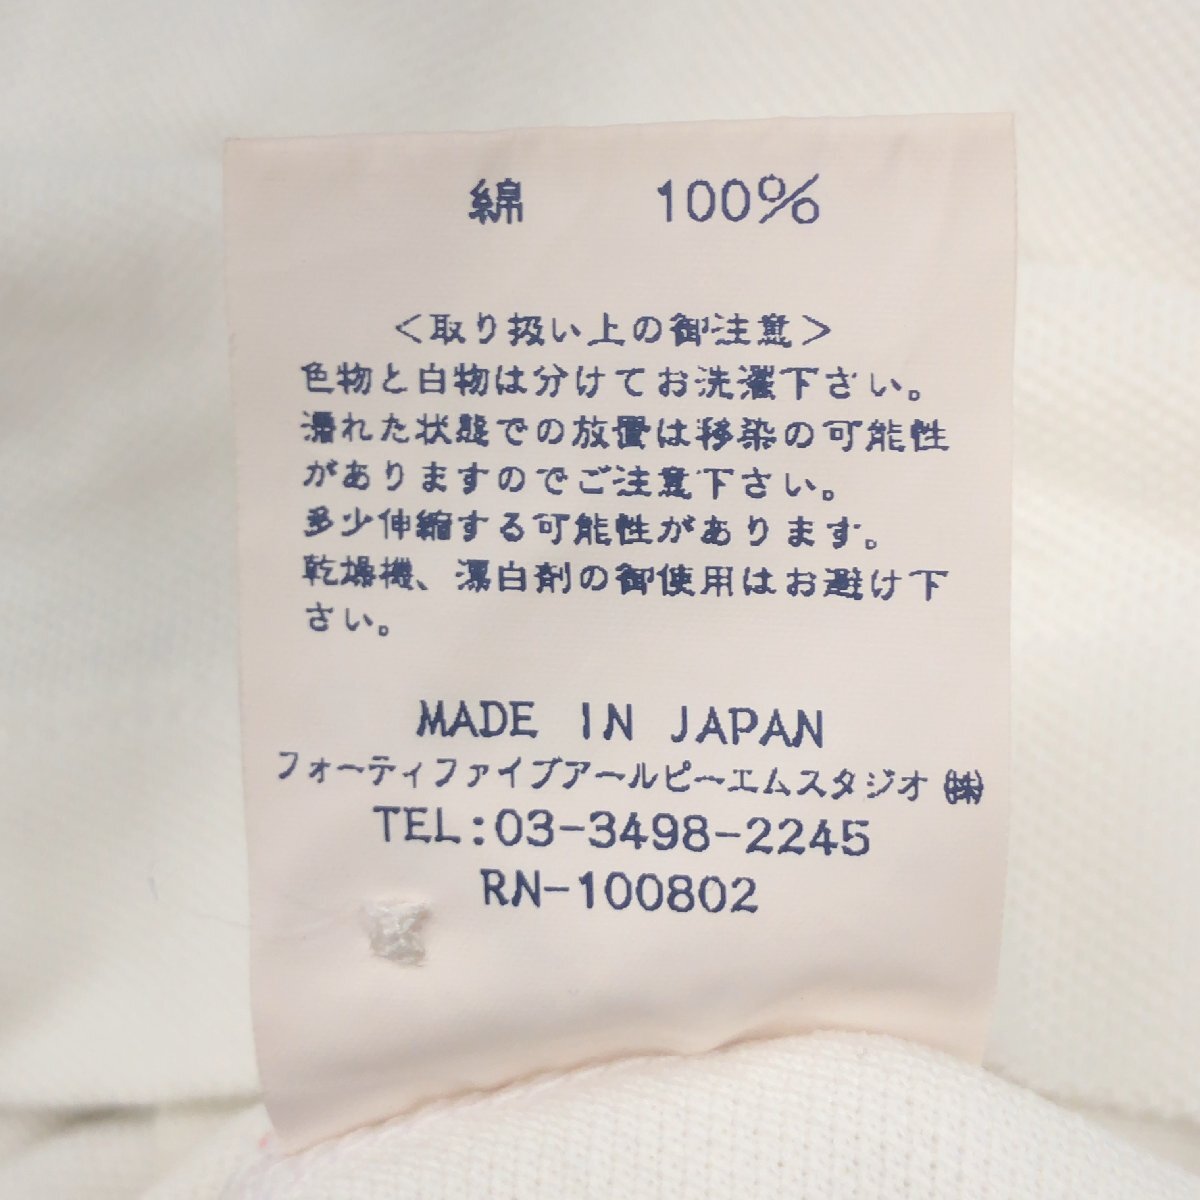 綿 100%
<取り扱い上の御注意>
色物と白物は分けてお洗濯下さい。
濡れた状態での放置は移染の可能性
がありますのでご注意下さい。
多少伸縮する可能性があります。
乾燥機、漂白剤の御使用はお避け下
さい。
MADE IN JAPAN
フォーティファイブアールピーエムスタジオ㈱
TEL:03-3498-2245
RN-100802